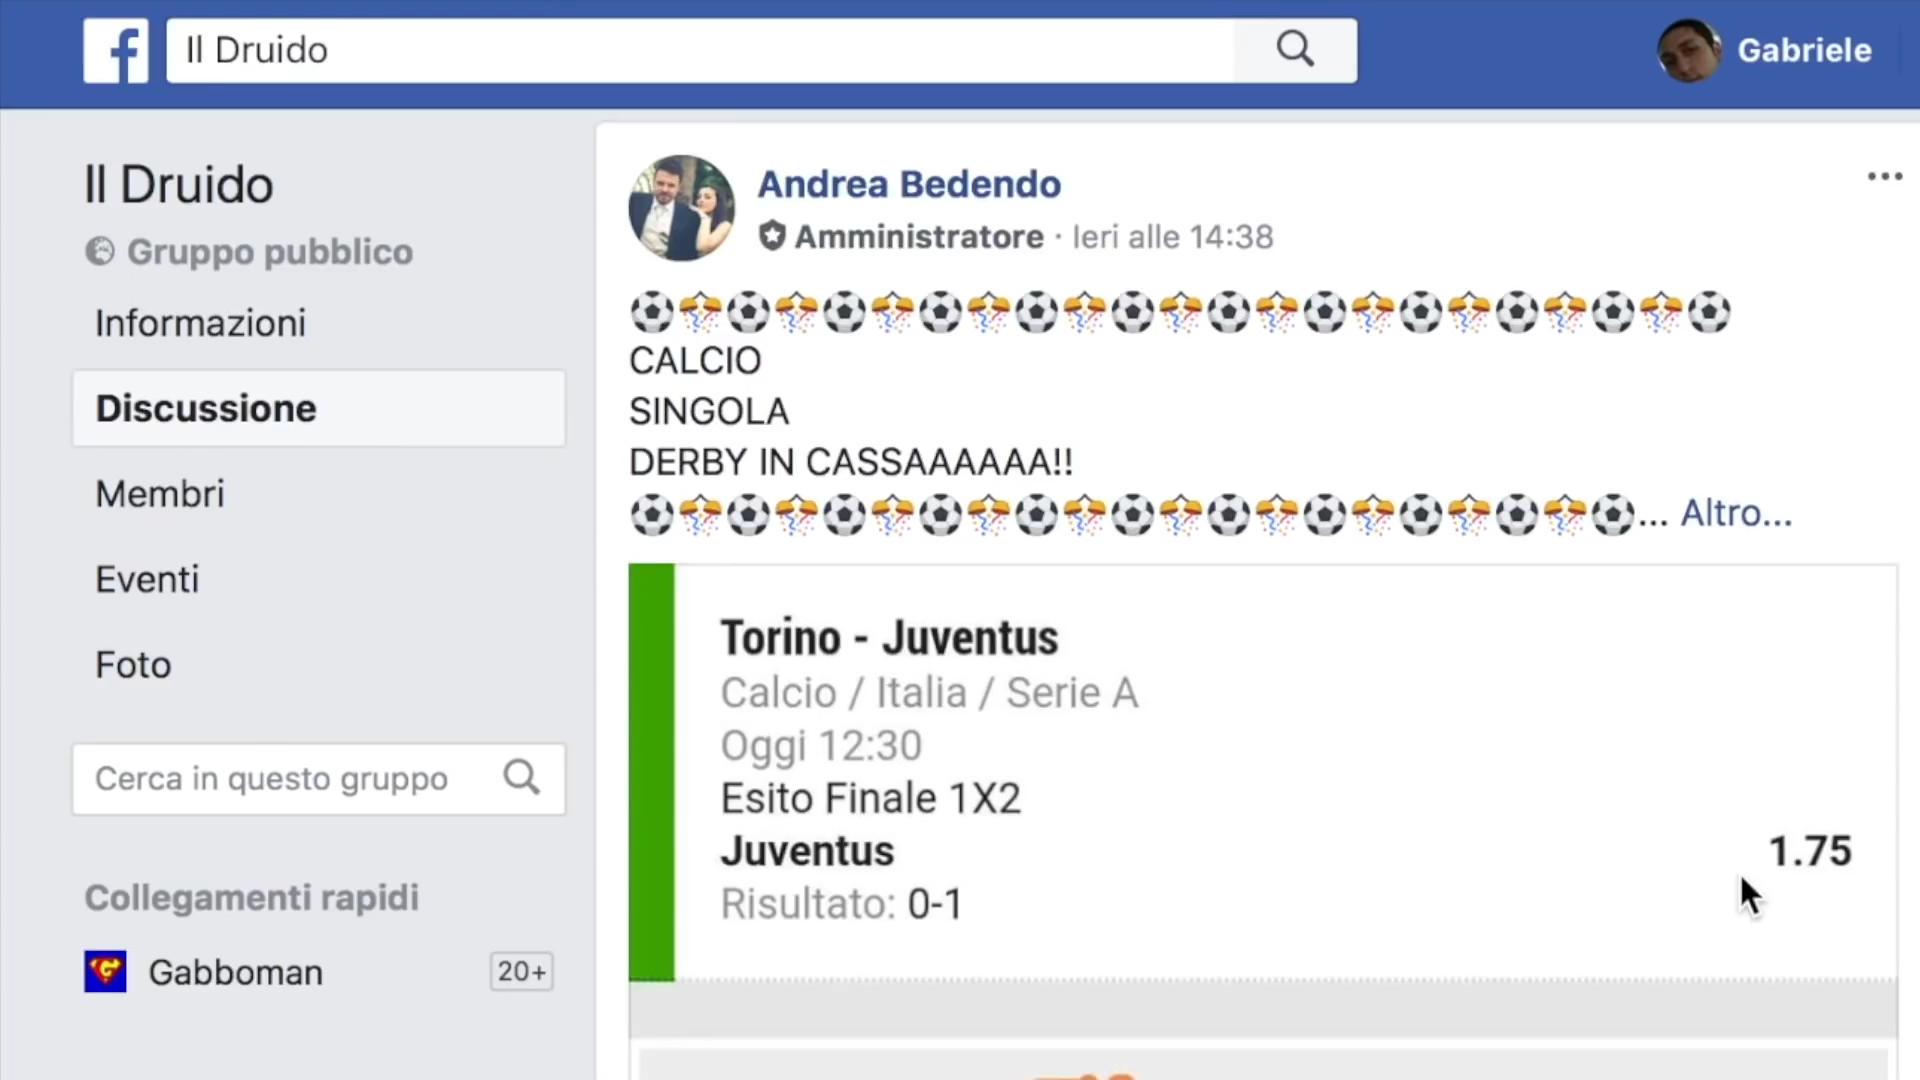 Il Druido
Gabriele
Il Druido
Gruppo pubblico
Informazioni
Discussione
Membri
Eventi
Foto
Cerca in questo gruppo
Collegamenti rapidi
Gabboman
20+
Andrea Bedendo
Amministratore · Ieri alle 14:38
⚽🎊⚽🎊⚽🎊⚽🎊⚽🎊⚽🎊⚽🎊⚽🎊⚽🎊⚽🎊⚽🎊⚽
CALCIO
SINGOLA
DERBY IN CASSAAAAAA!!
⚽🎊⚽🎊⚽🎊⚽🎊⚽🎊⚽🎊⚽🎊⚽🎊⚽🎊⚽🎊⚽... Altro...
Torino - Juventus
Calcio / Italia / Serie A
Oggi 12:30
Esito Finale 1X2
Juventus 1.75
Risultato: 0-1